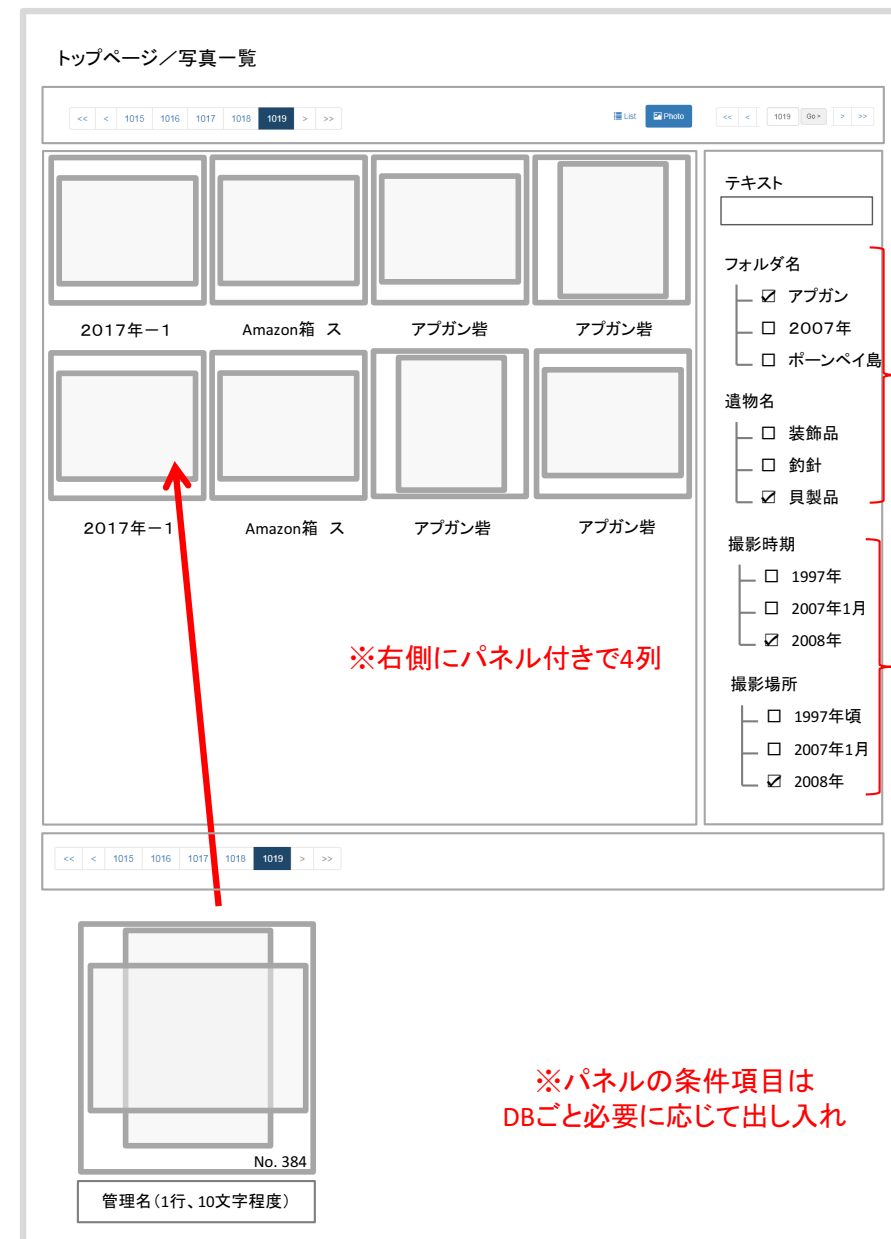 トップページ／写真一覧
<< < 1015 1016 1017 1018 1019 > >>
List Photo
<< < 1019 Go > >>
テキスト
フォルダ名
アプガン
2007年
ポーンペイ島
遺物名
装飾品
釣針
貝製品
撮影時期
1997年
2007年1月
2008年
撮影場所
1997年頃
2007年1月
2008年
2017年－1 Amazon箱 ス アプガン砦 アプガン砦
2017年－1 Amazon箱 ス アプガン砦 アプガン砦
※右側にパネル付きで4列
<< < 1015 1016 1017 1018 1019 > >>
No. 384
管理名（1行、10文字程度）
※パネルの条件項目は
DBごと必要に応じて出し入れ